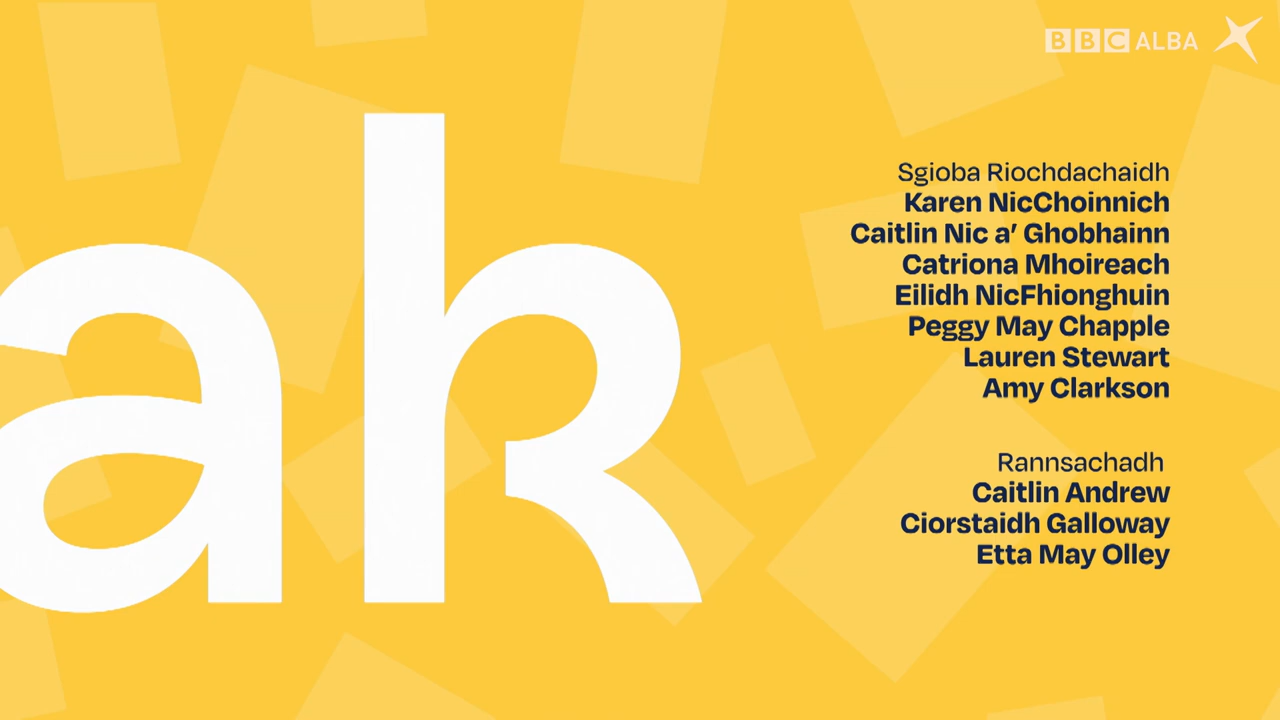 BBC ALBA
ak
Sgioba Riochdachaidh
Karen NicChoinnich
Caitlin Nic a' Ghobhainn
Catriona Mhoireach
Eilidh NicFhionghuin
Peggy May Chapple
Lauren Stewart
Amy Clarkson
Rannsachadh
Caitlin Andrew
Ciorstaidh Galloway
Etta May Olley